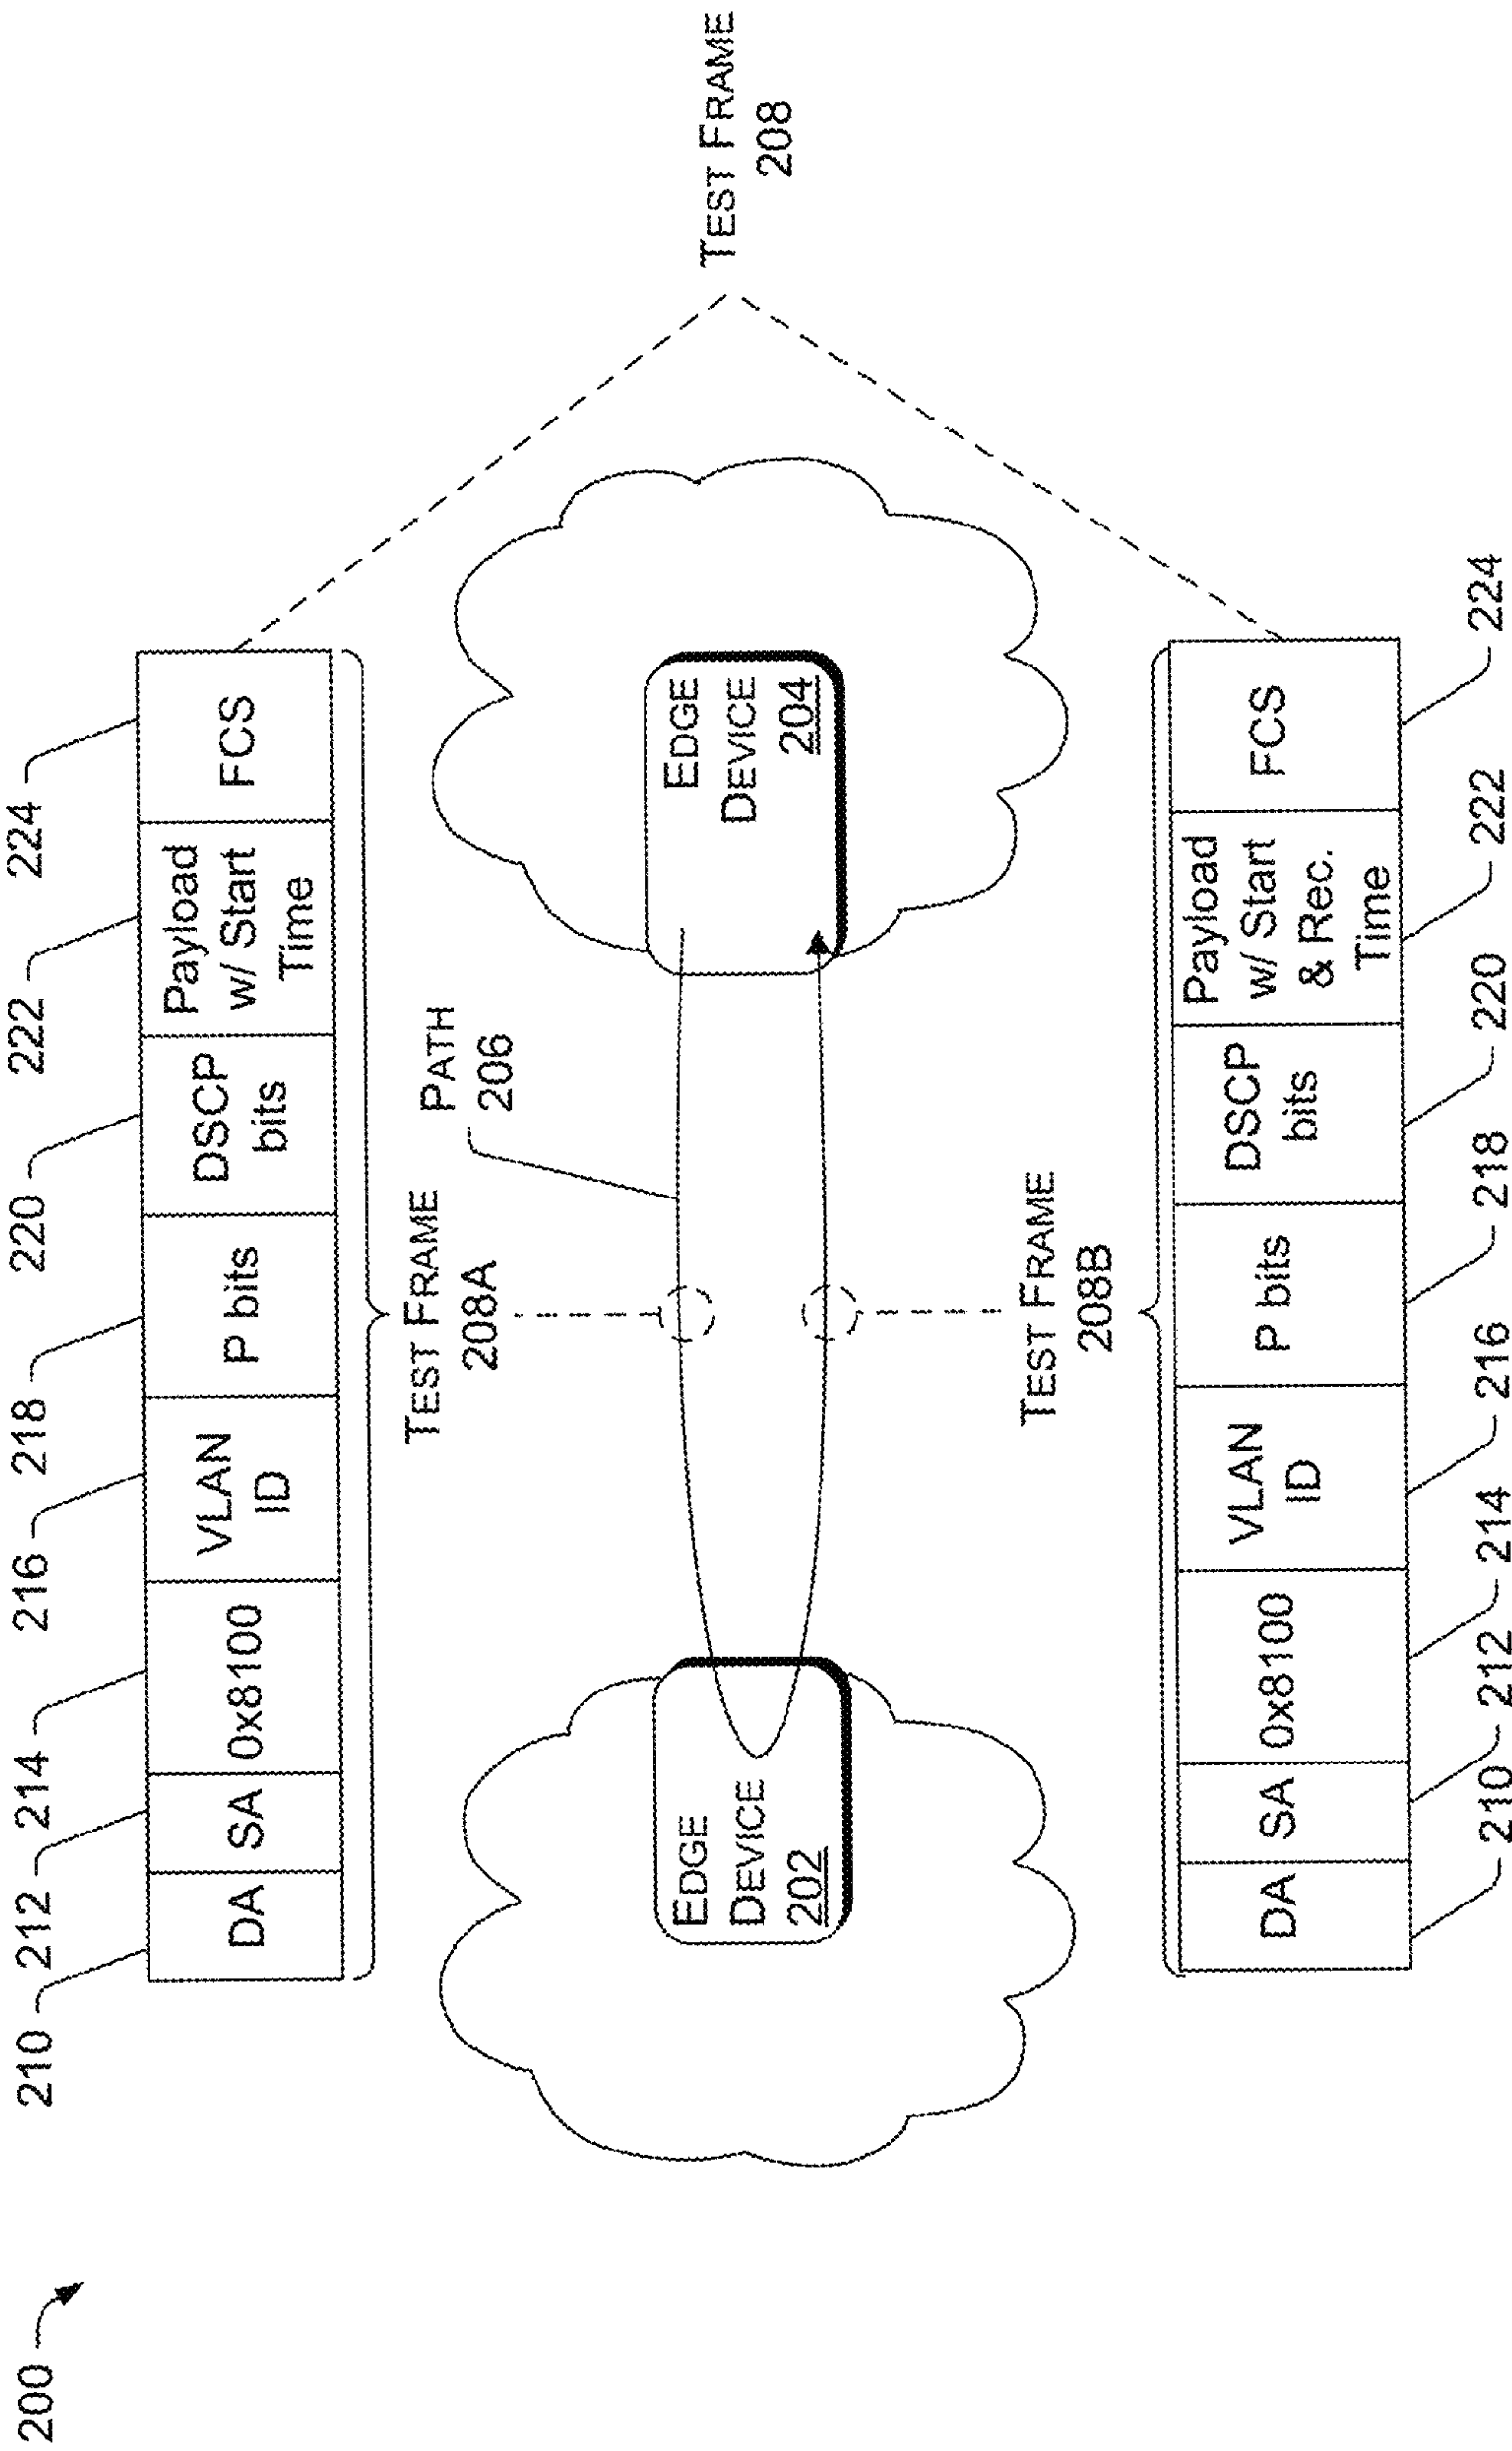 200
210
212
214
216
218
220
222
224
DA
SA
0x8100
VLAN
ID
P bits
DSCP
bits
Payload
w/ Start
Time
FCS
TEST FRAME
208A
PATH
206
EDGE
DEVICE
202
EDGE
DEVICE
204
TEST FRAME
208
TEST FRAME
208B
DA
SA
0x8100
VLAN
ID
P bits
DSCP
bits
Payload
w/ Start
& Rec.
Time
FCS
210
212
214
216
218
220
222
224